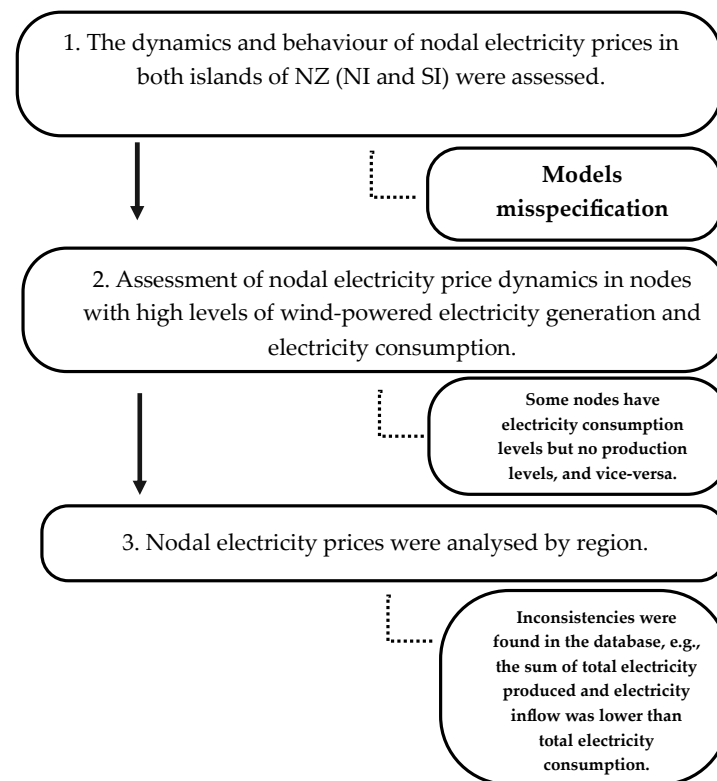 1. The dynamics and behaviour of nodal electricity prices in
both islands of NZ (NI and SI) were assessed.
Models
misspecification
2. Assessment of nodal electricity price dynamics in nodes
with high levels of wind-powered electricity generation and
electricity consumption.
Some nodes have
electricity consumption
levels but no production
levels, and vice-versa.
3. Nodal electricity prices were analysed by region.
Inconsistencies were
found in the database, e.g.,
the sum of total electricity
produced and electricity
inflow was lower than
total electricity
consumption.